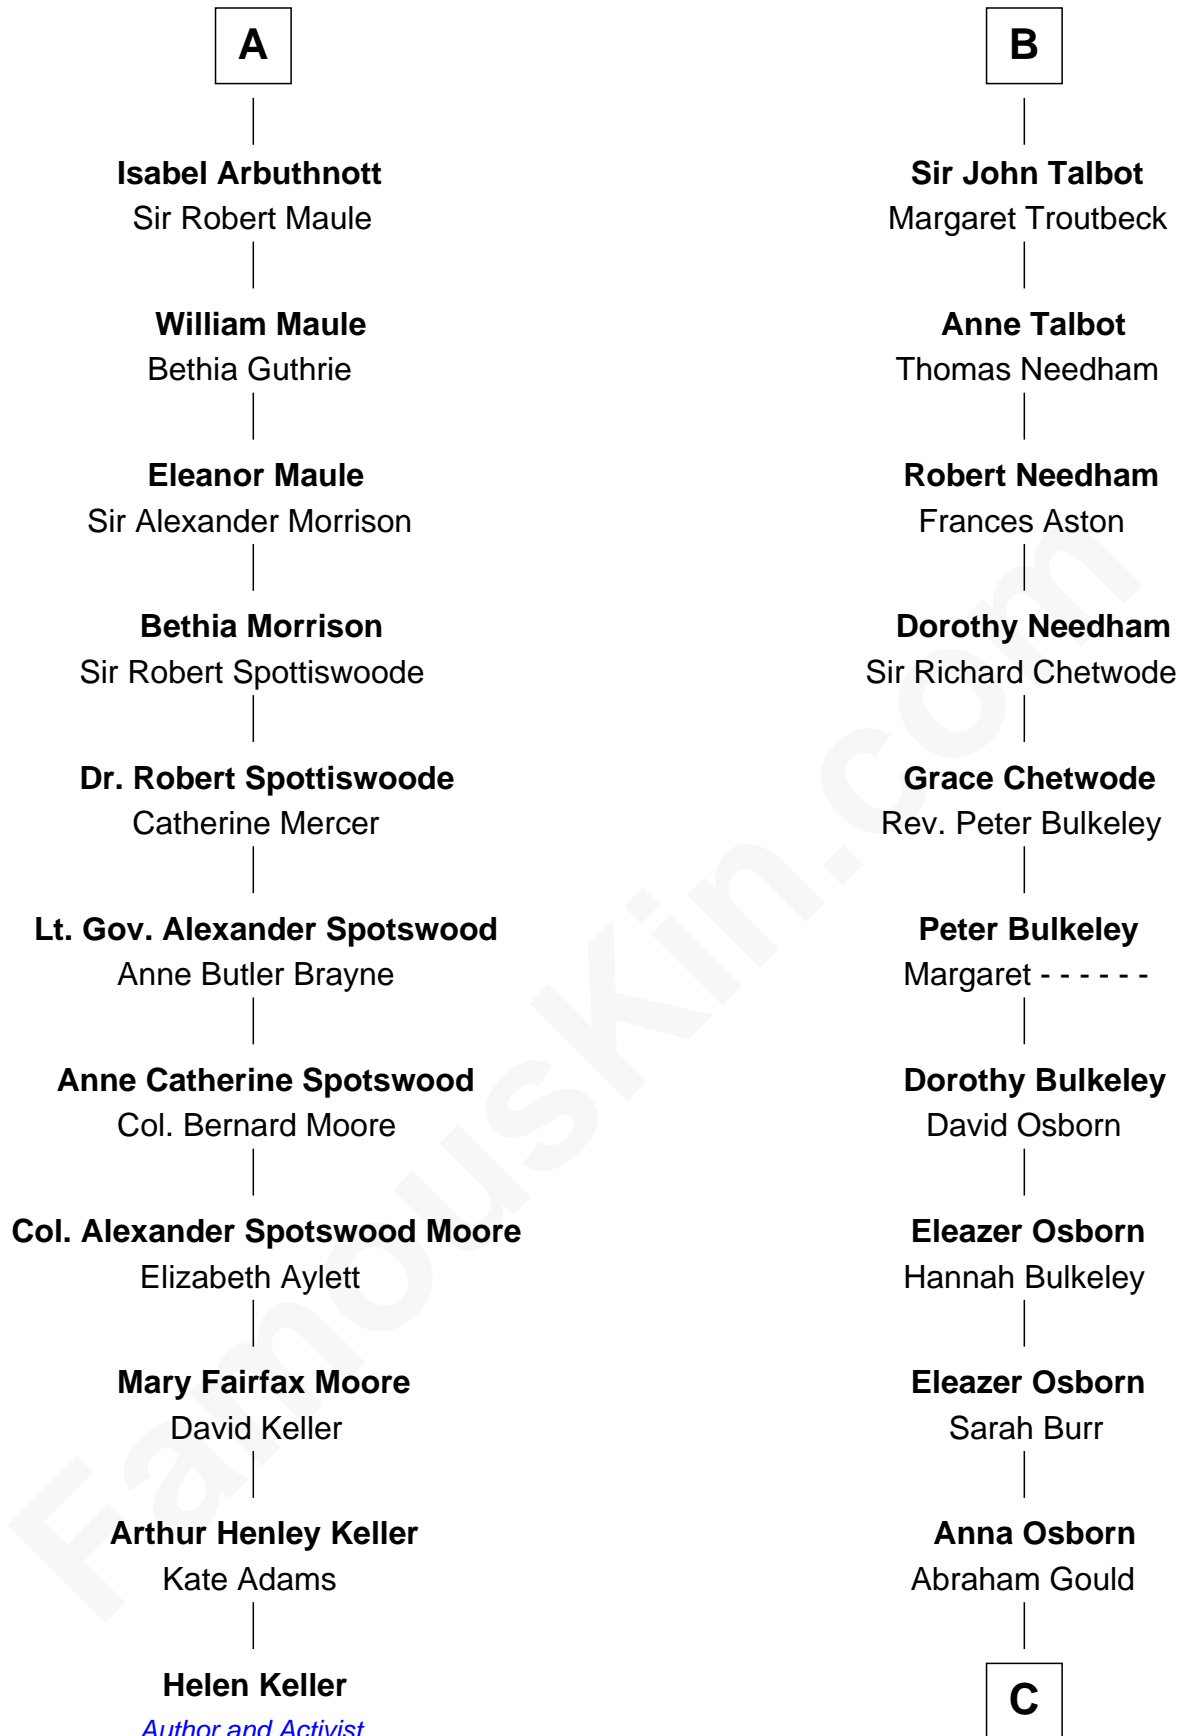 A
Isabel Arbuthnott
Sir Robert Maule
William Maule
Bethia Guthrie
Eleanor Maule
Sir Alexander Morrison
Bethia Morrison
Sir Robert Spottiswoode
Dr. Robert Spottiswoode
Catherine Mercer
Lt. Gov. Alexander Spotswood
Anne Butler Brayne
Anne Catherine Spotswood
Col. Bernard Moore
Col. Alexander Spotswood Moore
Elizabeth Aylett
Mary Fairfax Moore
David Keller
Arthur Henley Keller
Kate Adams
Helen Keller
Author and Activist
B
Sir John Talbot
Margaret Troutbeck
Anne Talbot
Thomas Needham
Robert Needham
Frances Aston
Dorothy Needham
Sir Richard Chetwode
Grace Chetwode
Rev. Peter Bulkeley
Peter Bulkeley
Margaret - - - - - -
Dorothy Bulkeley
David Osborn
Eleazer Osborn
Hannah Bulkeley
Eleazer Osborn
Sarah Burr
Anna Osborn
Abraham Gould
C
FamousKin.com